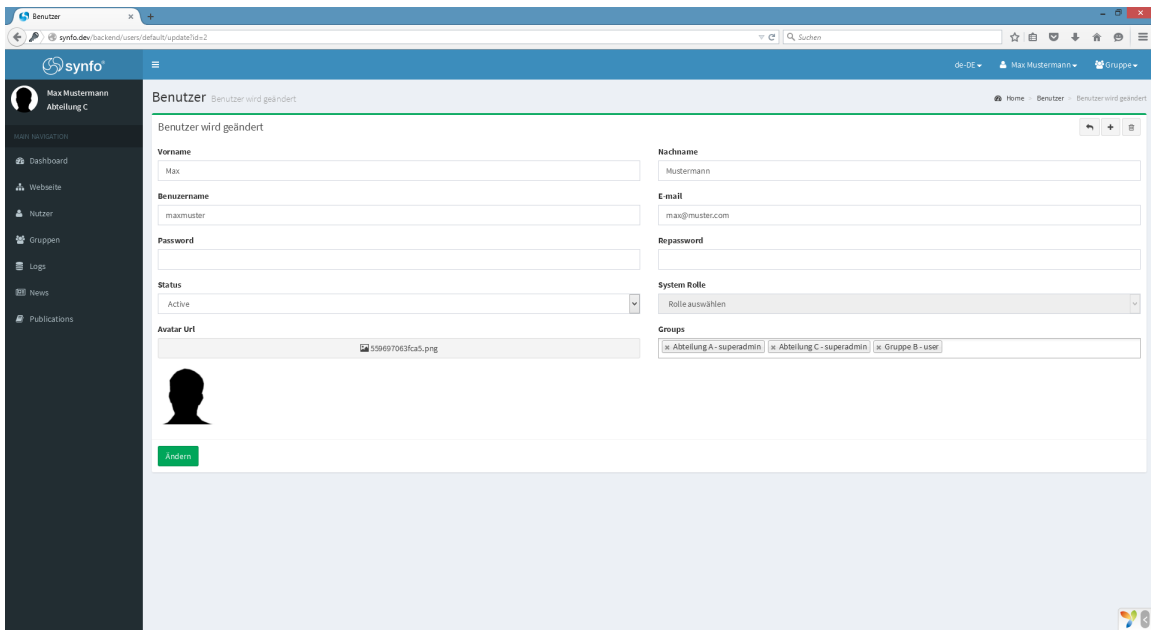 Benutzer
synfo.dev/backend/users/default/update?id=2
Suchen
synfo
de-DE
Max Mustermann
Gruppe
Max Mustermann
Abteilung C
Benutzer Benutzer wird geändert
Home > Benutzer > Benutzer wird geändert
MAIN NAVIGATION
Dashboard
Webseite
Nutzer
Gruppen
Logs
News
Publications
Benutzer wird geändert
Vorname
Nachname
Max
Mustermann
Benuzername
E-mail
maxmuster
max@muster.com
Password
Repassword
Status
System Rolle
Active
Rolle auswählen
Avatar Url
Groups
559697063fca5.png
× Abteilung A - superadmin × Abteilung C - superadmin × Gruppe B - user
Ändern